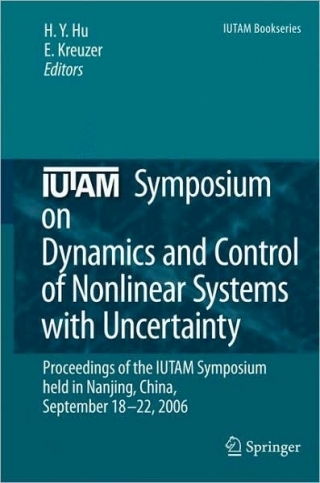 H. Y. Hu
E. Kreuzer
Editors
IUTAM Bookseries
IUTAM Symposium
on
Dynamics and Control
of Nonlinear Systems
with Uncertainty
Proceedings of the IUTAM Symposium
held in Nanjing, China,
September 18–22, 2006
Springer